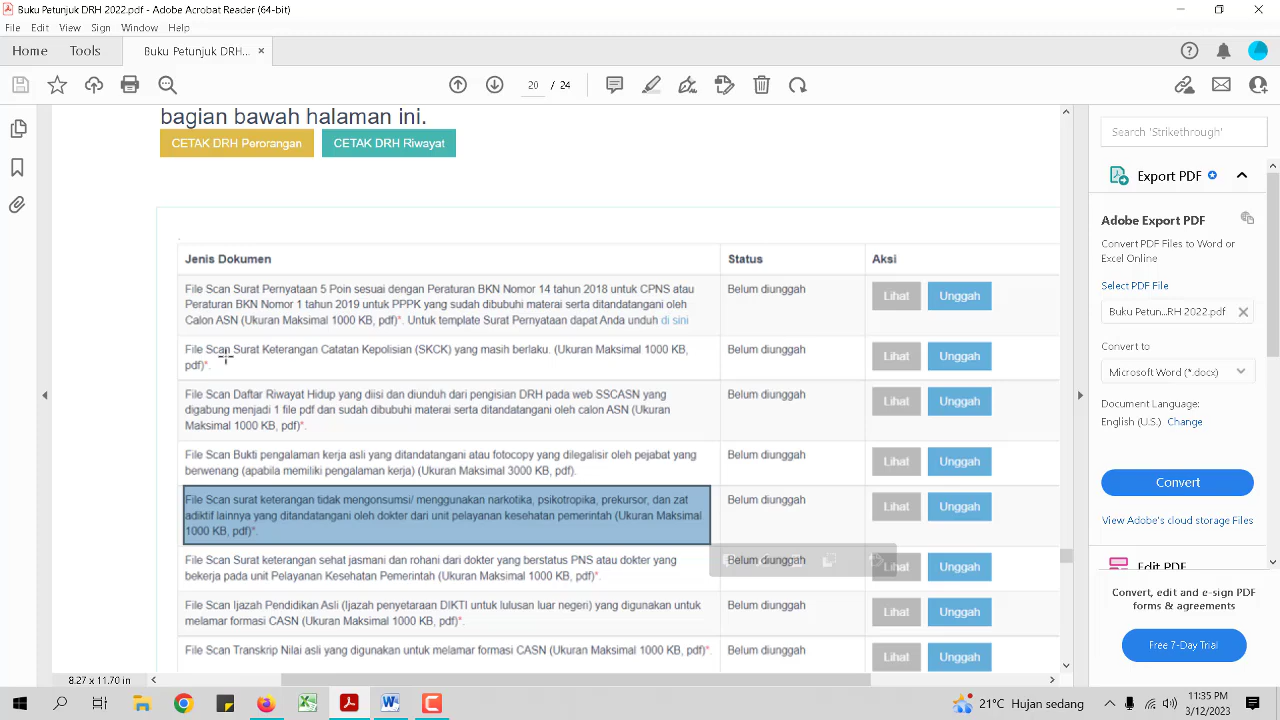 Buku Petunjuk DRH 2022.pdf - Adobe Acrobat Reader (64-bit)
File Edit View Sign Window Help
Home Tools Buku Petunjuk DRH... ×
20 / 24
bagian bawah halaman ini.
CETAK DRH Perorangan CETAK DRH Riwayat
Jenis Dokumen Status Aksi
File Scan Surat Pernyataan 5 Poin sesuai dengan Peraturan BKN Nomor 14 tahun 2018 untuk CPNS atau Belum diunggah Lihat Unggah
Peraturan BKN Nomor 1 tahun 2019 untuk PPPK yang sudah dibubuhi materai serta ditandatangani oleh
Calon ASN (Ukuran Maksimal 1000 KB, pdf)*. Untuk template Surat Pernyataan dapat Anda unduh di sini
File Scan Surat Keterangan Catatan Kepolisian (SKCK) yang masih berlaku. (Ukuran Maksimal 1000 KB, Belum diunggah Lihat Unggah
pdf)*.
File Scan Daftar Riwayat Hidup yang diisi dan diunduh dari pengisian DRH pada web SSCASN yang Belum diunggah Lihat Unggah
digabung menjadi 1 file pdf dan sudah dibubuhi materai serta ditandatangani oleh calon ASN (Ukuran
Maksimal 1000 KB, pdf)*.
File Scan Bukti pengalaman kerja asli yang ditandatangani atau fotocopy yang dilegalisir oleh pejabat yang Belum diunggah Lihat Unggah
berwenang (apabila memiliki pengalaman kerja) (Ukuran Maksimal 3000 KB, pdf).
File Scan surat keterangan tidak mengonsumsi/ menggunakan narkotika, psikotropika, prekursor, dan zat Belum diunggah Lihat Unggah
adiktif lainnya yang ditandatangani oleh dokter dari unit pelayanan kesehatan pemerintah (Ukuran Maksimal
1000 KB, pdf)*.
File Scan Surat keterangan sehat jasmani dan rohani dari dokter berstatus PNS atau dokter yang Belum diunggah Lihat Unggah
bekerja pada unit Pelayanan Kesehatan Pemerintah (Ukuran Maksimal 1000 KB, pdf)*.
File Scan Ijazah Pendidikan Asli (Ijazah penyetaraan DIKTI untuk lulusan luar negeri) yang digunakan untuk Belum diunggah Lihat Unggah
melamar formasi CASN (Ukuran Maksimal 1000 KB, pdf)*.
File Scan Transkrip Nilai asli yang digunakan untuk melamar formasi CASN (Ukuran Maksimal 1000 KB, pdf)*. Belum diunggah Lihat Unggah
8.27 x 11.70 in
Search 'Strikethrough'
Export PDF
Adobe Export PDF
Convert PDF Files to Word or
Excel Online
Select PDF File
Buku Petun...RH 2022.pdf
Convert to
Microsoft Word (*.docx)
Document Language:
English (U.S.) Change
Convert
View Adobe's cloud storage Files
Edit PDF
Convert, edit and e-sign PDF
forms & agreements
Free 7-Day Trial
21°C Hujan sedang
11:35 PM
3/12/2023